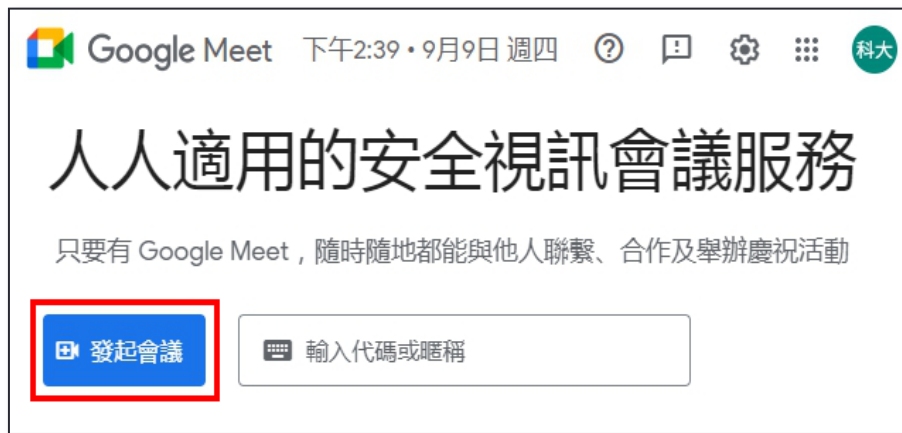 Google Meet 下午2:39 • 9月9日 週四 科大
人人適用的安全視訊會議服務
只要有 Google Meet，隨時隨地都能與他人聯繫、合作及舉辦慶祝活動
發起會議 輸入代碼或暱稱